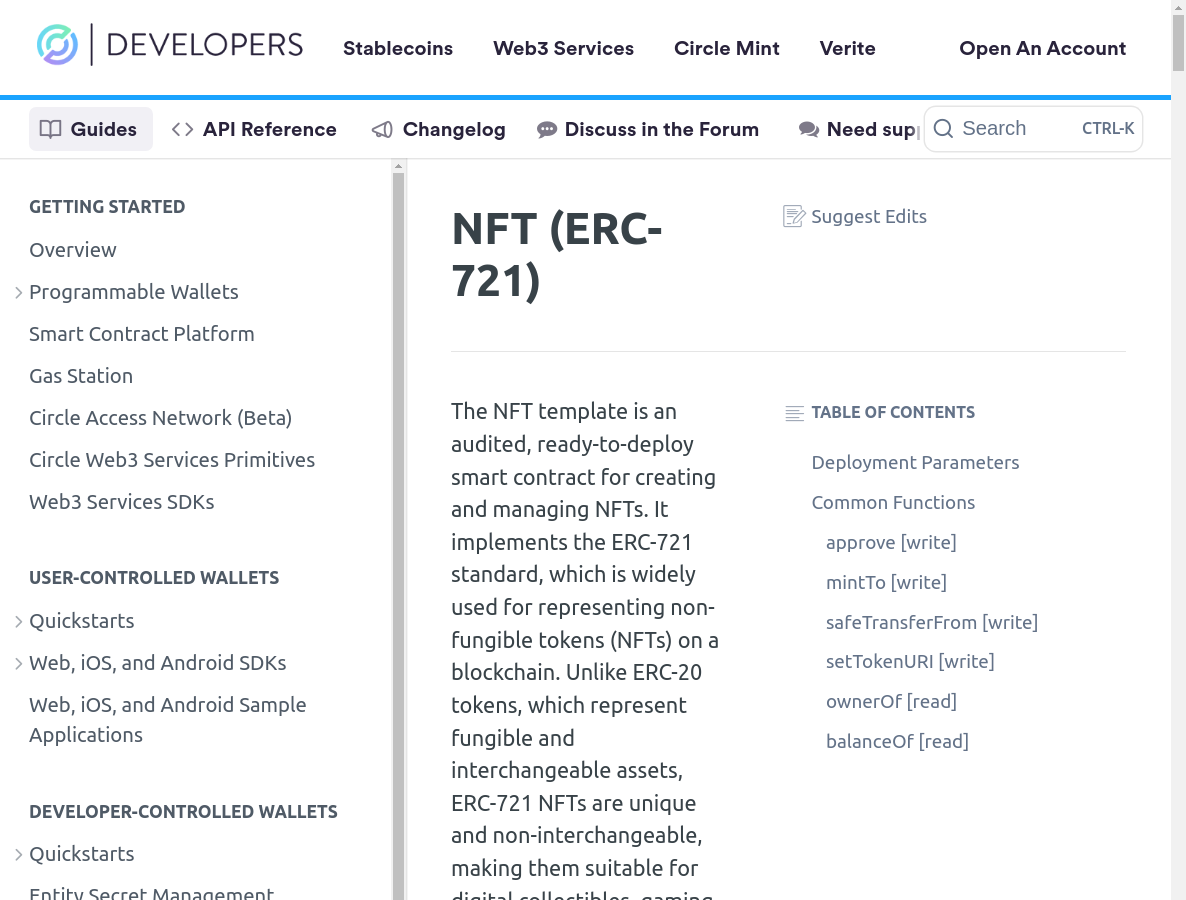 DEVELOPERS
Stablecoins
Web3 Services
Circle Mint
Verite
Open An Account
Guides
API Reference
Changelog
Discuss in the Forum
Need sup
Search
CTRL-K
GETTING STARTED
Overview
Programmable Wallets
Smart Contract Platform
Gas Station
Circle Access Network (Beta)
Circle Web3 Services Primitives
Web3 Services SDKs
USER-CONTROLLED WALLETS
Quickstarts
Web, iOS, and Android SDKs
Web, iOS, and Android Sample
Applications
DEVELOPER-CONTROLLED WALLETS
Quickstarts
Entity Secret Management
NFT (ERC-
721)
Suggest Edits
The NFT template is an
audited, ready-to-deploy
smart contract for creating
and managing NFTs. It
implements the ERC-721
standard, which is widely
used for representing non-
fungible tokens (NFTs) on a
blockchain. Unlike ERC-20
tokens, which represent
fungible and
interchangeable assets,
ERC-721 NFTs are unique
and non-interchangeable,
making them suitable for
digital collectibles, gaming
TABLE OF CONTENTS
Deployment Parameters
Common Functions
approve [write]
mintTo [write]
safeTransferFrom [write]
setTokenURI [write]
ownerOf [read]
balanceOf [read]